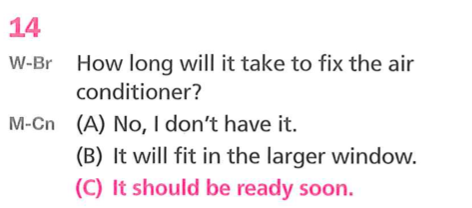 14
W-Br How long will it take to fix the air
conditioner?
M-Cn (A) No, I don't have it.
(B) It will fit in the larger window.
(C) It should be ready soon.